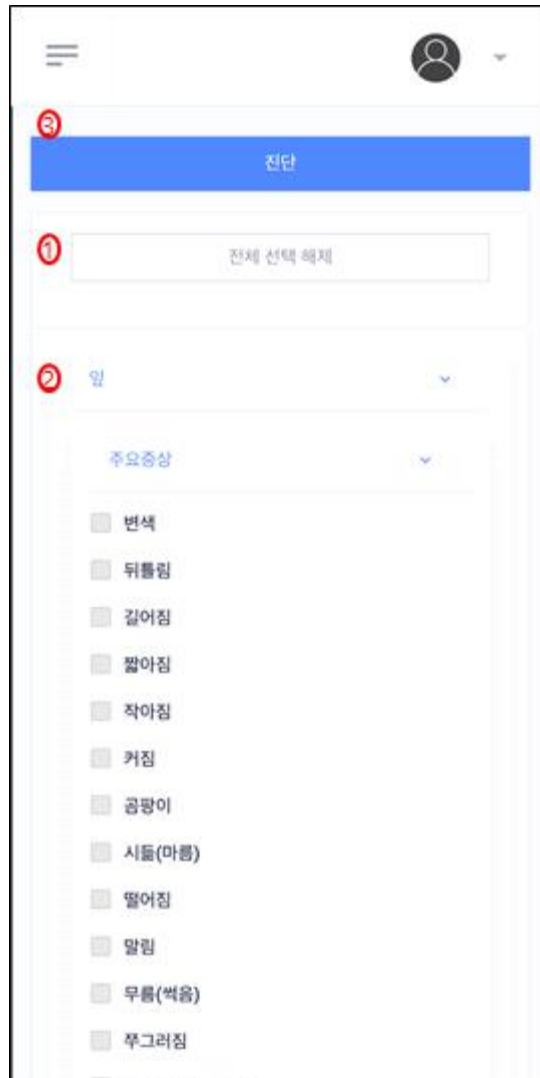 ③
진단
① 전체 선택 해제
② 잎
주요증상
변색
뒤틀림
길어짐
짧아짐
작아짐
커짐
곰팡이
시듦(마름)
떨어짐
말림
무름(썩음)
쭈그러짐